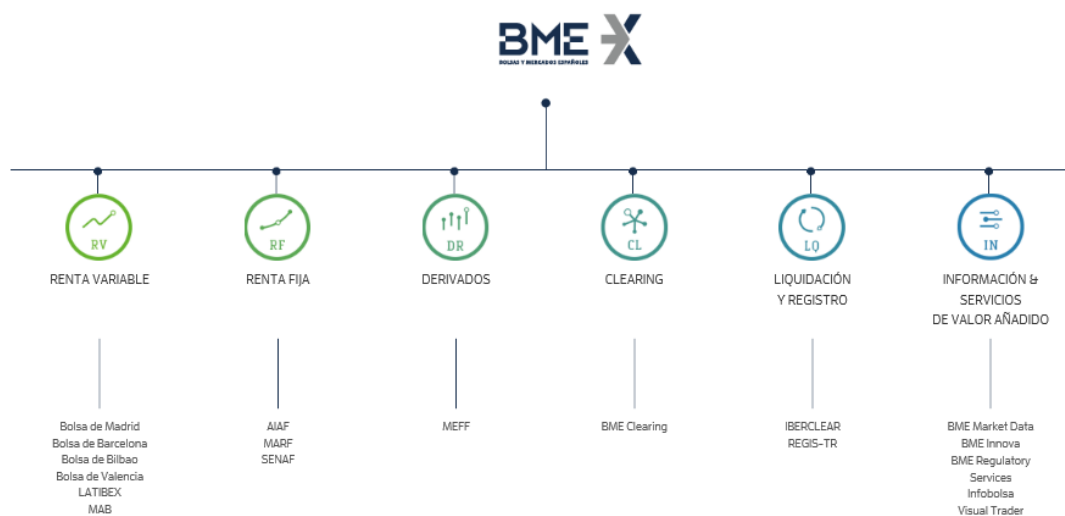 BME X
BOLSAS Y MERCADOS ESPAÑOLES
RV
RENTA VARIABLE
RF
RENTA FIJA
DR
DERIVADOS
CL
CLEARING
LQ
LIQUIDACIÓN
Y REGISTRO
IN
INFORMACIÓN &
SERVICIOS
DE VALOR AÑADIDO
Bolsa de Madrid
Bolsa de Barcelona
Bolsa de Bilbao
Bolsa de Valencia
LATIBEX
MAB
AIAF
MARF
SENAF
MEFF
BME Clearing
IBERCLEAR
REGIS-TR
BME Market Data
BME Innova
BME Regulatory
Services
Infobolsa
Visual Trader